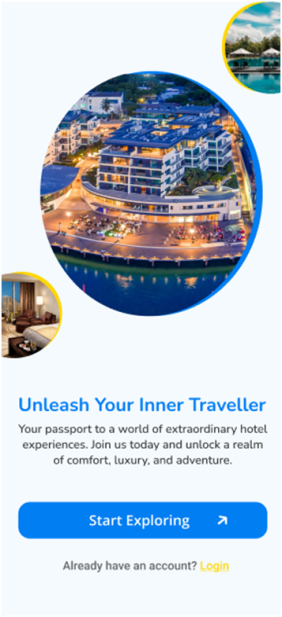 Unleash Your Inner Traveller
Your passport to a world of extraordinary hotel
experiences. Join us today and unlock a realm
of comfort, luxury, and adventure.
Start Exploring
Already have an account? Login